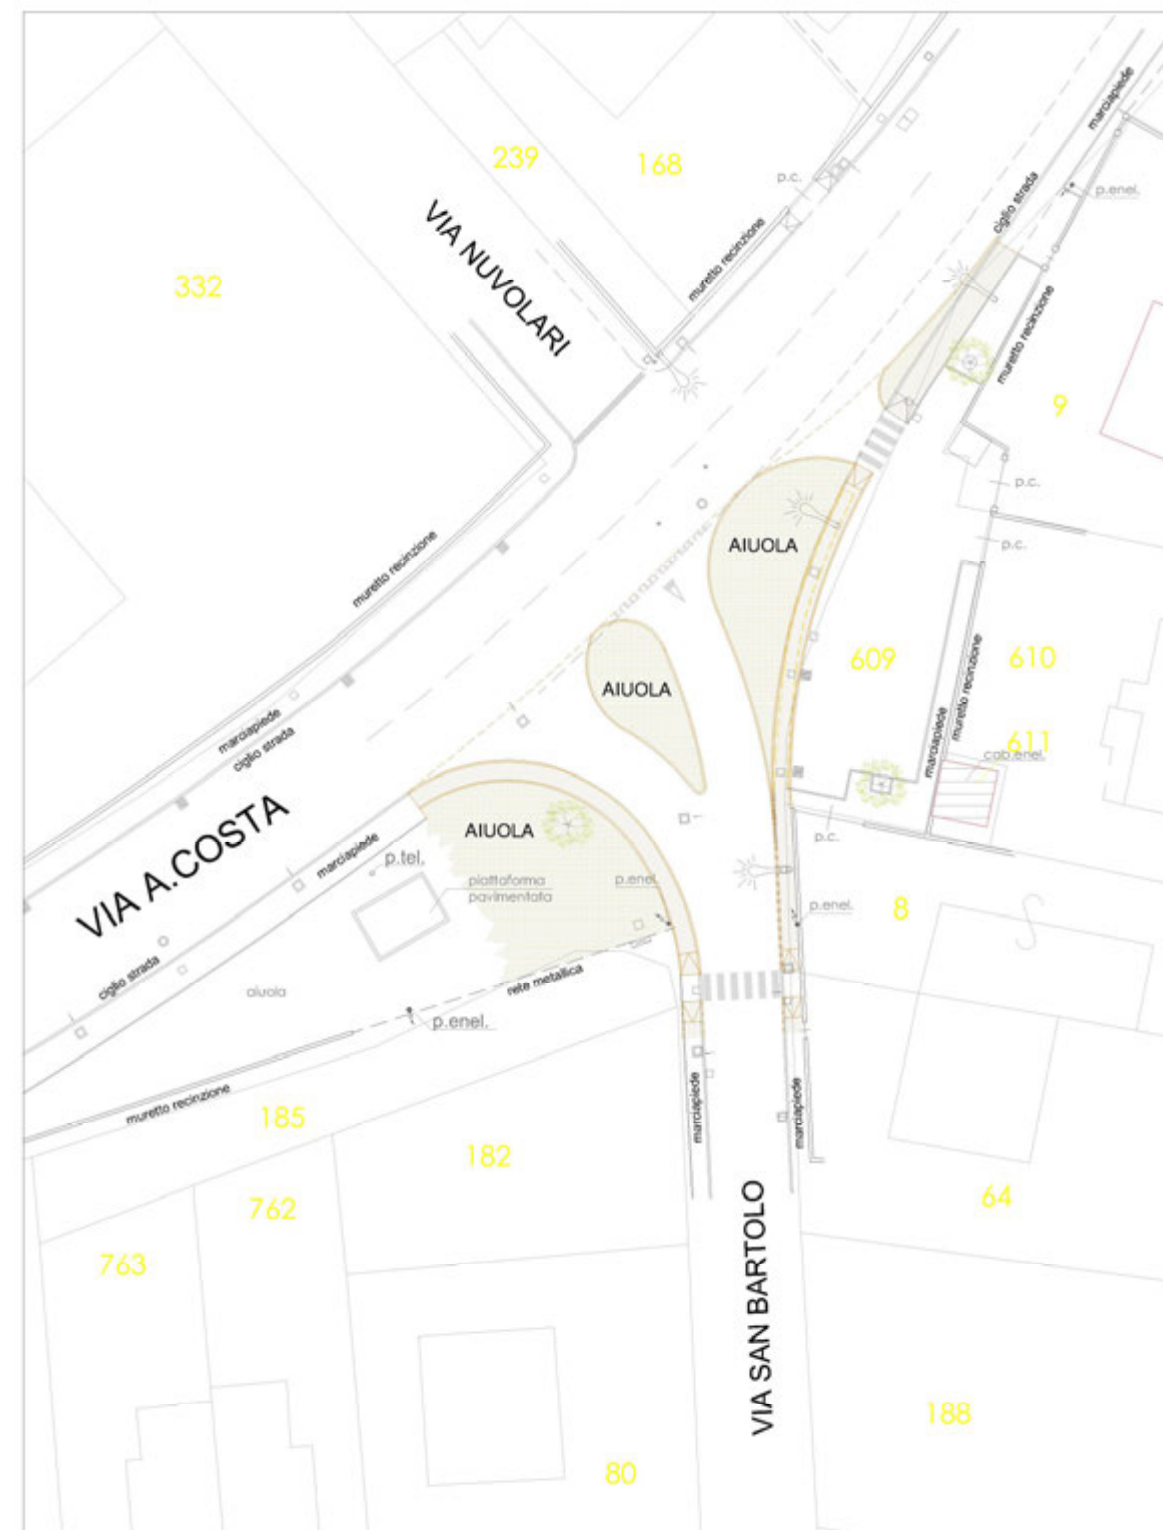 marciapiede
239
168
p.c.
p.enel.
ciglio strada
VIA NUVOLARI
muretto recinzione
332
muretto recinzione
9
p.c.
AIUOLA
p.c.
muretto recinzione
609
610
muretto recinzione
AIUOLA
611
marciapiede
ciglio strada
marciapiede
cab.enel.
VIA A.COSTA
AIUOLA
p.c.
marciapiede
p.tel.
piattaforma
pavimentata
p.enel.
p.enel.
8
ciglio strada
aiuola
rete metallica
p.enel.
muretto recinzione
185
marciapiede
marciapiede
182
64
762
763
VIA SAN BARTOLO
188
80